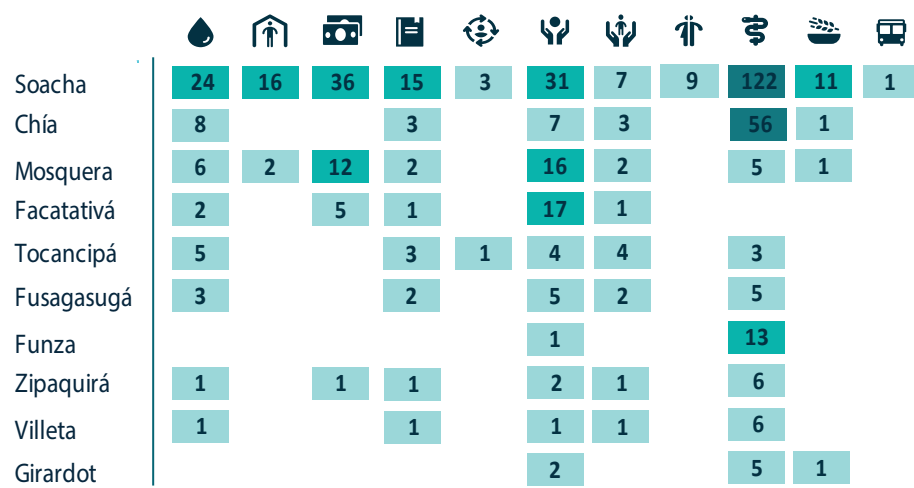 Soacha 24 16 36 15 3 31 7 9 122 11 1
Chía 8 3 7 3 56 1
Mosquera 6 2 12 2 16 2 5 1
Facatativá 2 5 1 17 1
Tocancipá 5 3 1 4 4 3
Fusagasugá 3 2 5 2 5
Funza 1 13
Zipaquirá 1 1 1 2 1 6
Villeta 1 1 1 1 6
Girardot 2 5 1